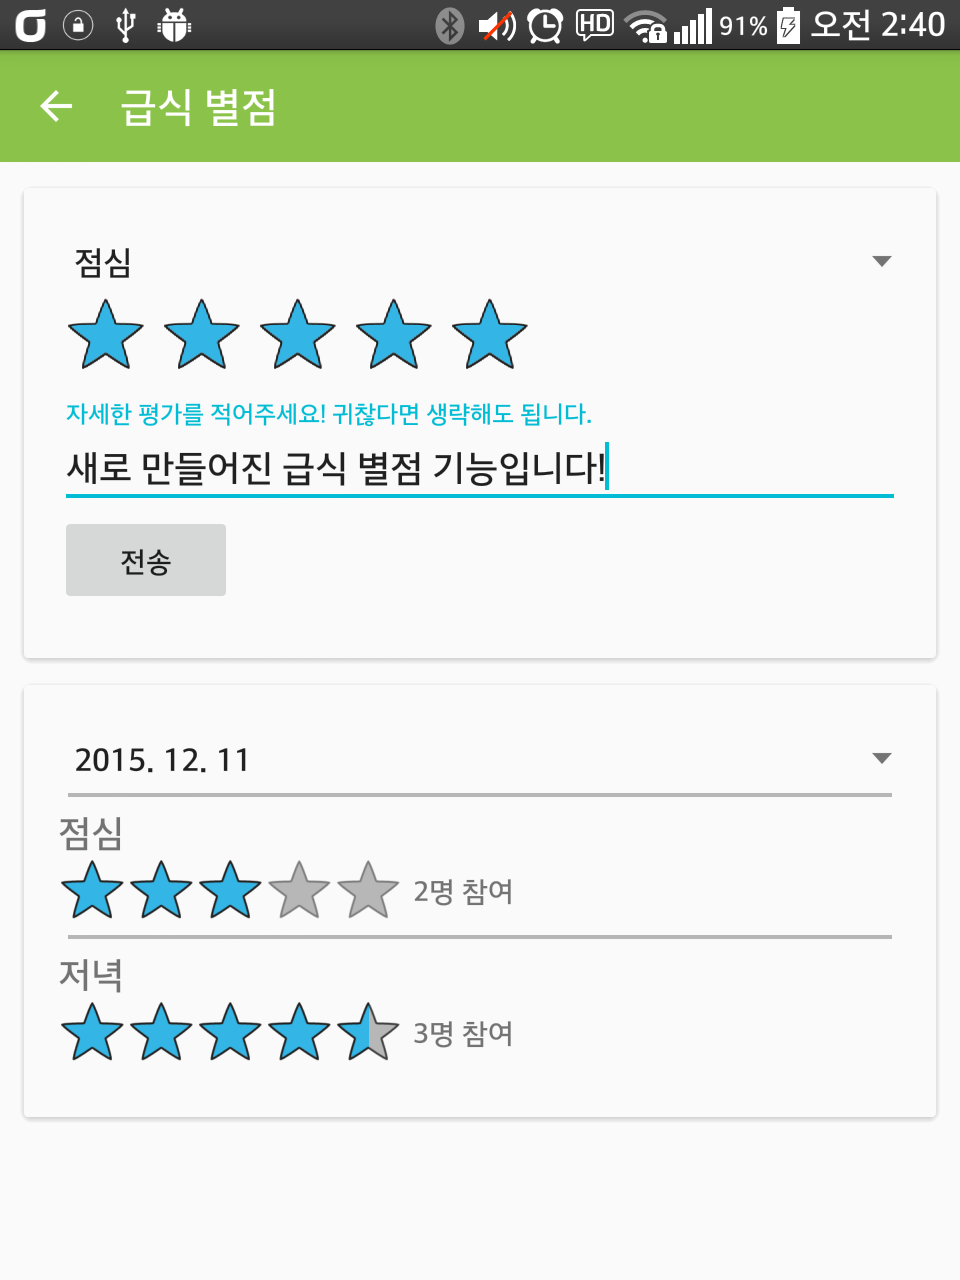 HD 91% 오전 2:40
급식 별점
점심
자세한 평가를 적어주세요! 귀찮다면 생략해도 됩니다.
새로 만들어진 급식 별점 기능입니다!
전송
2015. 12. 11
점심
2명 참여
저녁
3명 참여